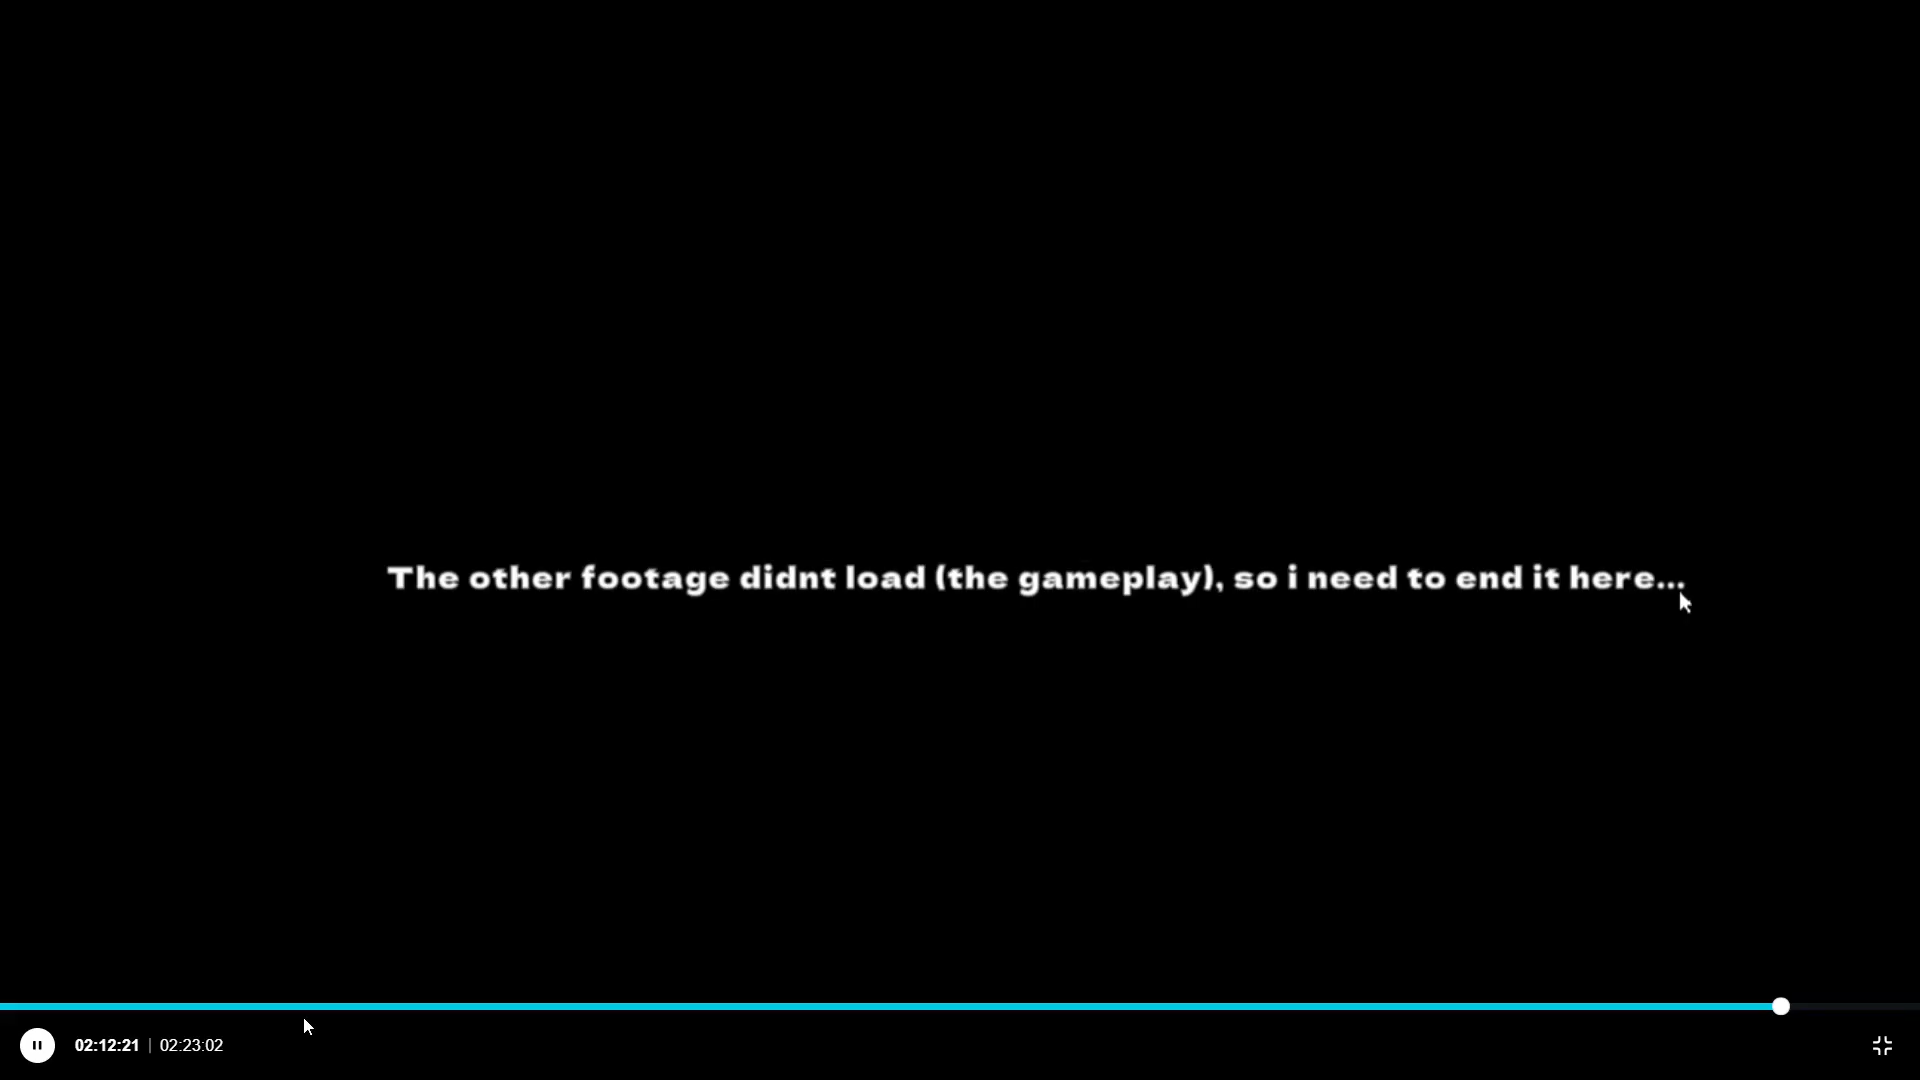 The other footage didnt load (the gameplay), so i need to end it here...
02:12:21 | 02:23:02